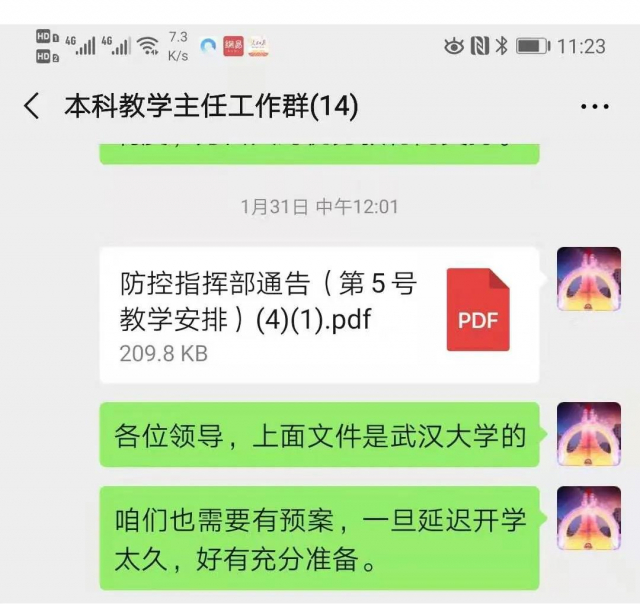 HD 1 4G 4G 7.3 K/s 11:23
HD 2
本科教学主任工作群(14)
1月31日 中午12:01
防控指挥部通告（第5号
教学安排）(4)(1).pdf
PDF
209.8 KB
各位领导，上面文件是武汉大学的
咱们也需要有预案，一旦延迟开学
太久，好有充分准备。